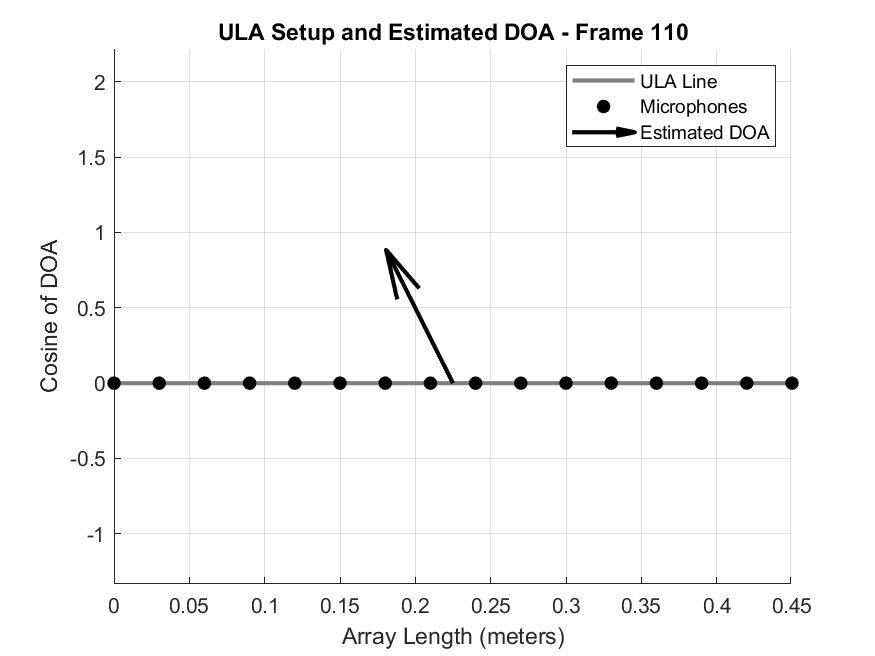 ULA Setup and Estimated DOA - Frame 110
ULA Line
Microphones
Estimated DOA
Cosine of DOA
2
1.5
1
0.5
0
-0.5
-1
0 0.05 0.1 0.15 0.2 0.25 0.3 0.35 0.4 0.45
Array Length (meters)